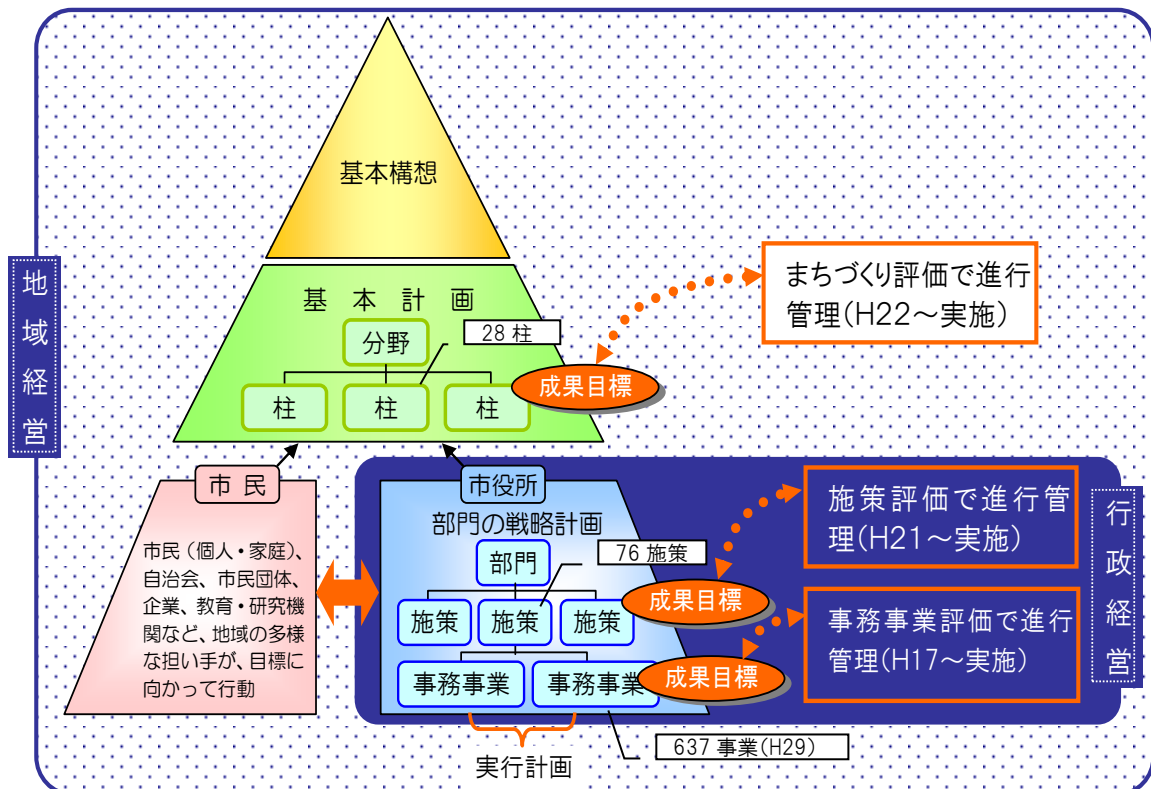 基本構想
地域経営
基 本 計 画
分野
28 柱
柱 柱 柱
成果目標
まちづくり評価で進行
管理(H22～実施)
市 民
市民（個人・家庭）、
自治会、市民団体、
企業、教育・研究機
関など、地域の多様
な担い手が、目標に
向かって行動
市役所
部門の戦略計画
部門
76 施策
施策 施策 施策
成果目標
施策評価で進行管
理(H21～実施)
事務事業 事務事業
成果目標
事務事業評価で進行
管理(H17～実施)
行政経営
実行計画
637 事業(H29)